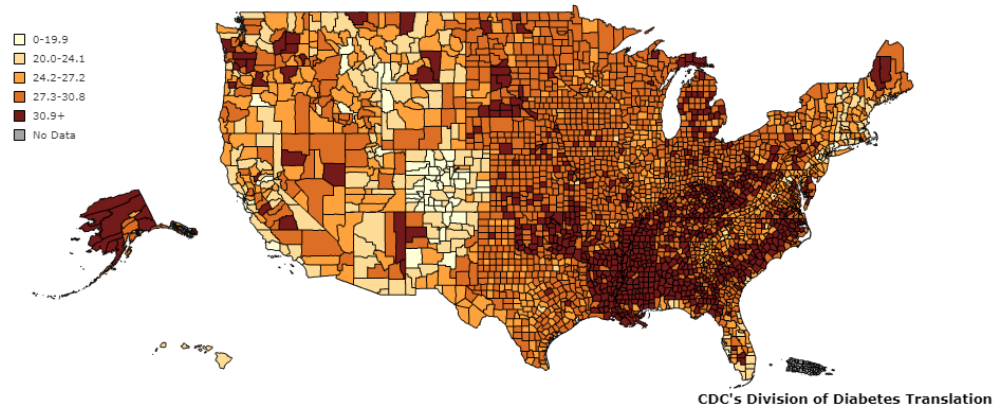 0-19.9
20.0-24.1
24.2-27.2
27.3-30.8
30.9+
No Data
CDC's Division of Diabetes Translation